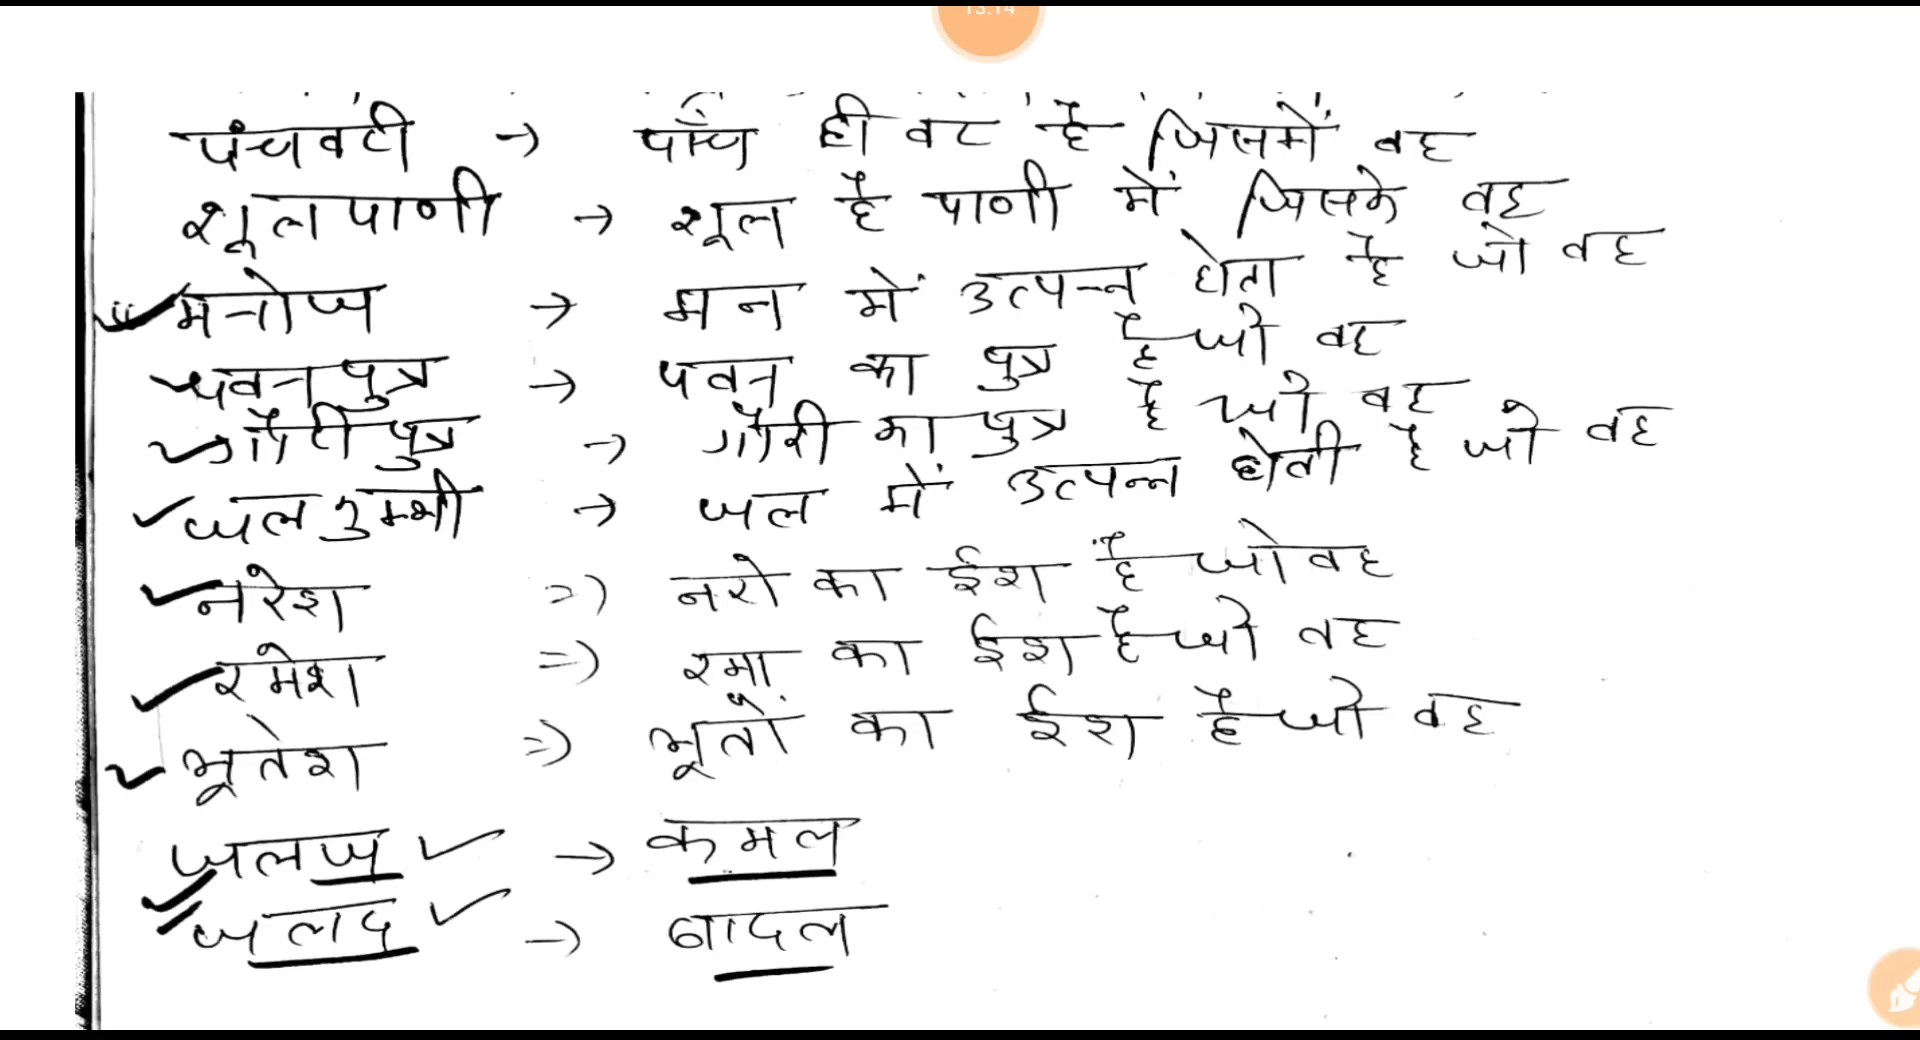 पंचवटी → पाँच ही वट है जिसमें वह
शूलपाणी → शूल है पाणी में जिसके वह
मनोज → मन में उत्पन्न होता है जो वह
पवनपुत्र → पवन का पुत्र है जो वह
गौरीपुत्र → गौरी का पुत्र है जो वह
→ जल में उत्पन्न होती है जो वह
नरेश => नरो का ईश है जो वह
रमेश => रमा का ईश है जो वह
भूतेश => भूतों का ईश है जो वह
जलज → कमल
जलद → बादल